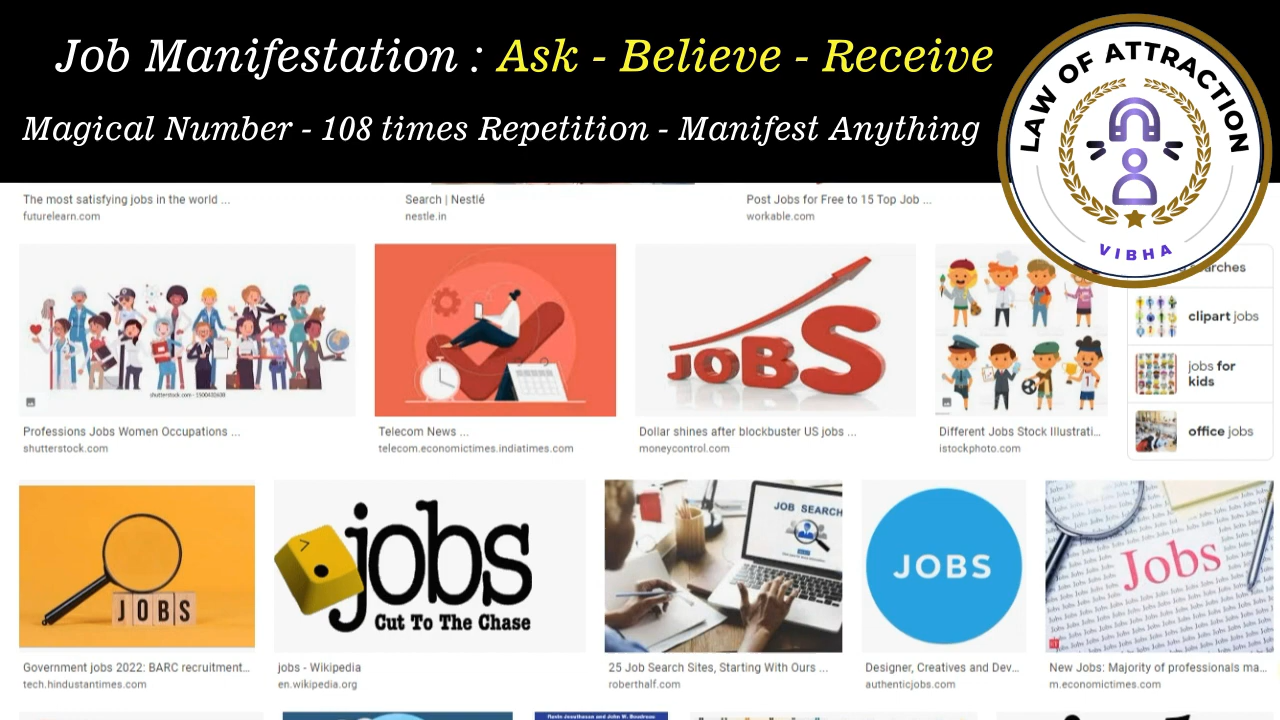 Job Manifestation : Ask - Believe - Receive
Magical Number - 108 times Repetition - Manifest Anything
LAW OF ATTRACTION
VIBHA
The most satisfying jobs in the world ...
futurelearn.com
Search | Nestlé
nestle.in
Post Jobs for Free to 15 Top Job ...
workable.com
searches
clipart jobs
jobs for
kids
office jobs
shutterstock.com · 1500431608
JOBS
Professions Jobs Women Occupations ...
shutterstock.com
Telecom News ...
telecom.economictimes.indiatimes.com
Dollar shines after blockbuster US jobs ...
moneycontrol.com
Different Jobs Stock Illustrati...
istockphoto.com
JOBS
jobs
Cut To The Chase
JOB SEARCH
JOBS
Jobs
Government jobs 2022: BARC recruitment...
tech.hindustantimes.com
jobs - Wikipedia
en.wikipedia.org
25 Job Search Sites, Starting With Ours ...
roberthalf.com
Designer, Creatives and Dev...
authenticjobs.com
New Jobs: Majority of professionals ma...
m.economictimes.com